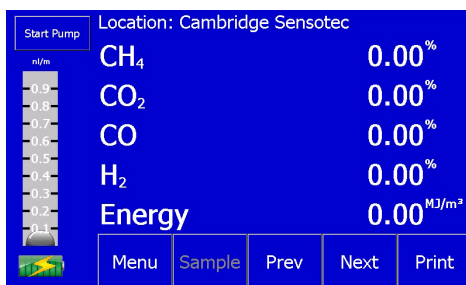 Start Pump
Location: Cambridge Sensotec
nl/m
CH₄ 0.00%
CO₂ 0.00%
CO 0.00%
H₂ 0.00%
Energy 0.00 MJ/m³
0.9
0.8
0.7
0.6
0.5
0.4
0.3
0.2
0.1
Menu Sample Prev Next Print